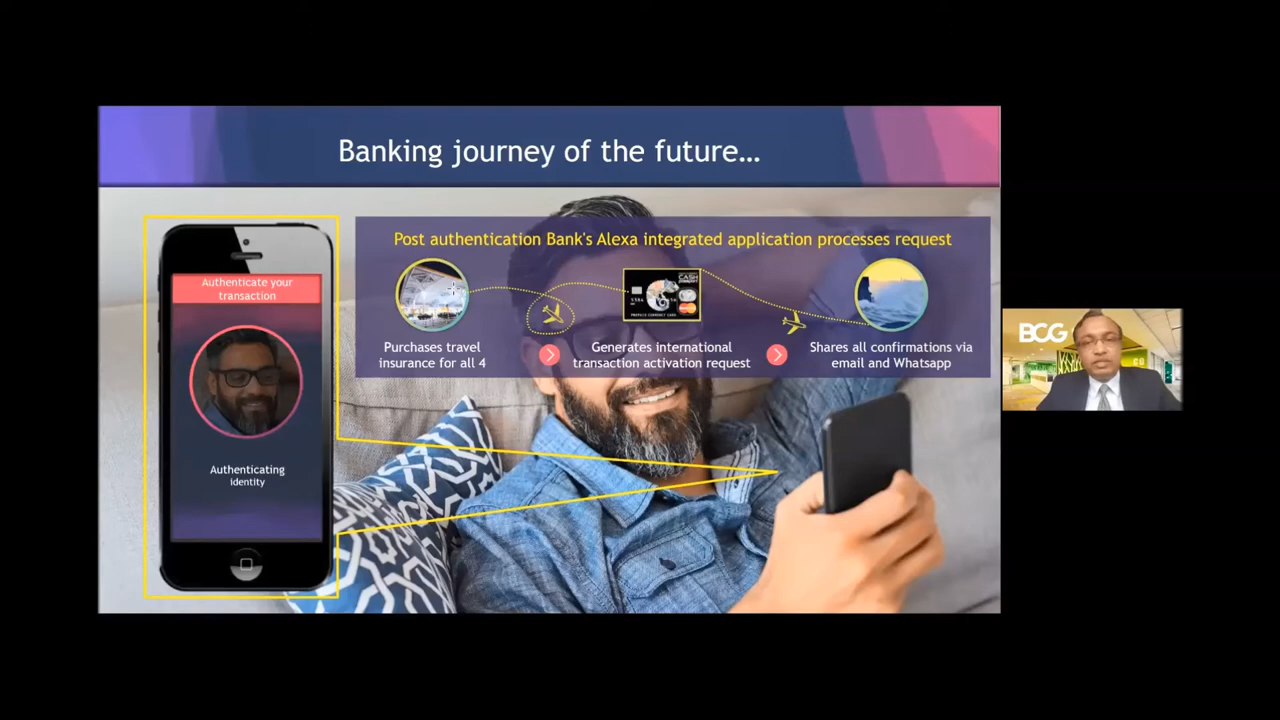 Banking journey of the future...
Post authentication Bank's Alexa integrated application processes request
Authenticate your
transaction
Authenticating
identity
Purchases travel
insurance for all 4
CASH
Generates international
transaction activation request
Shares all confirmations via
email and Whatsapp
BCG